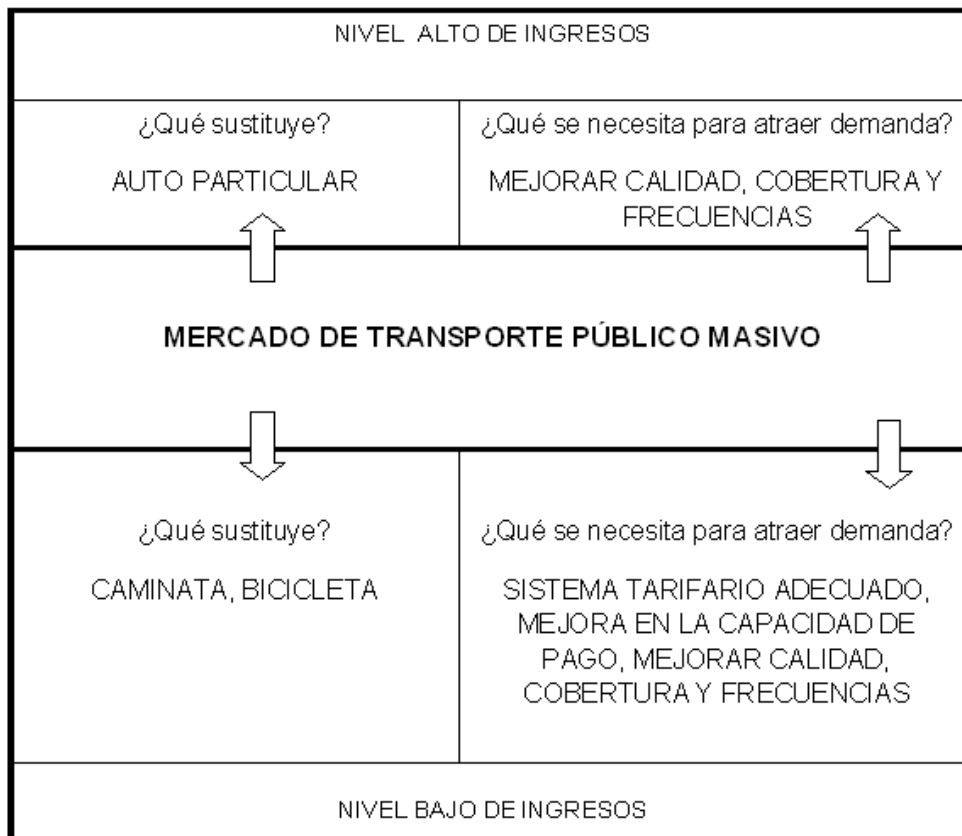 NIVEL ALTO DE INGRESOS
¿Qué sustituye?
AUTO PARTICULAR
¿Qué se necesita para atraer demanda?
MEJORAR CALIDAD, COBERTURA Y
FRECUENCIAS
MERCADO DE TRANSPORTE PÚBLICO MASIVO
¿Qué sustituye?
CAMINATA, BICICLETA
¿Qué se necesita para atraer demanda?
SISTEMA TARIFARIO ADECUADO,
MEJORA EN LA CAPACIDAD DE
PAGO, MEJORAR CALIDAD,
COBERTURA Y FRECUENCIAS
NIVEL BAJO DE INGRESOS